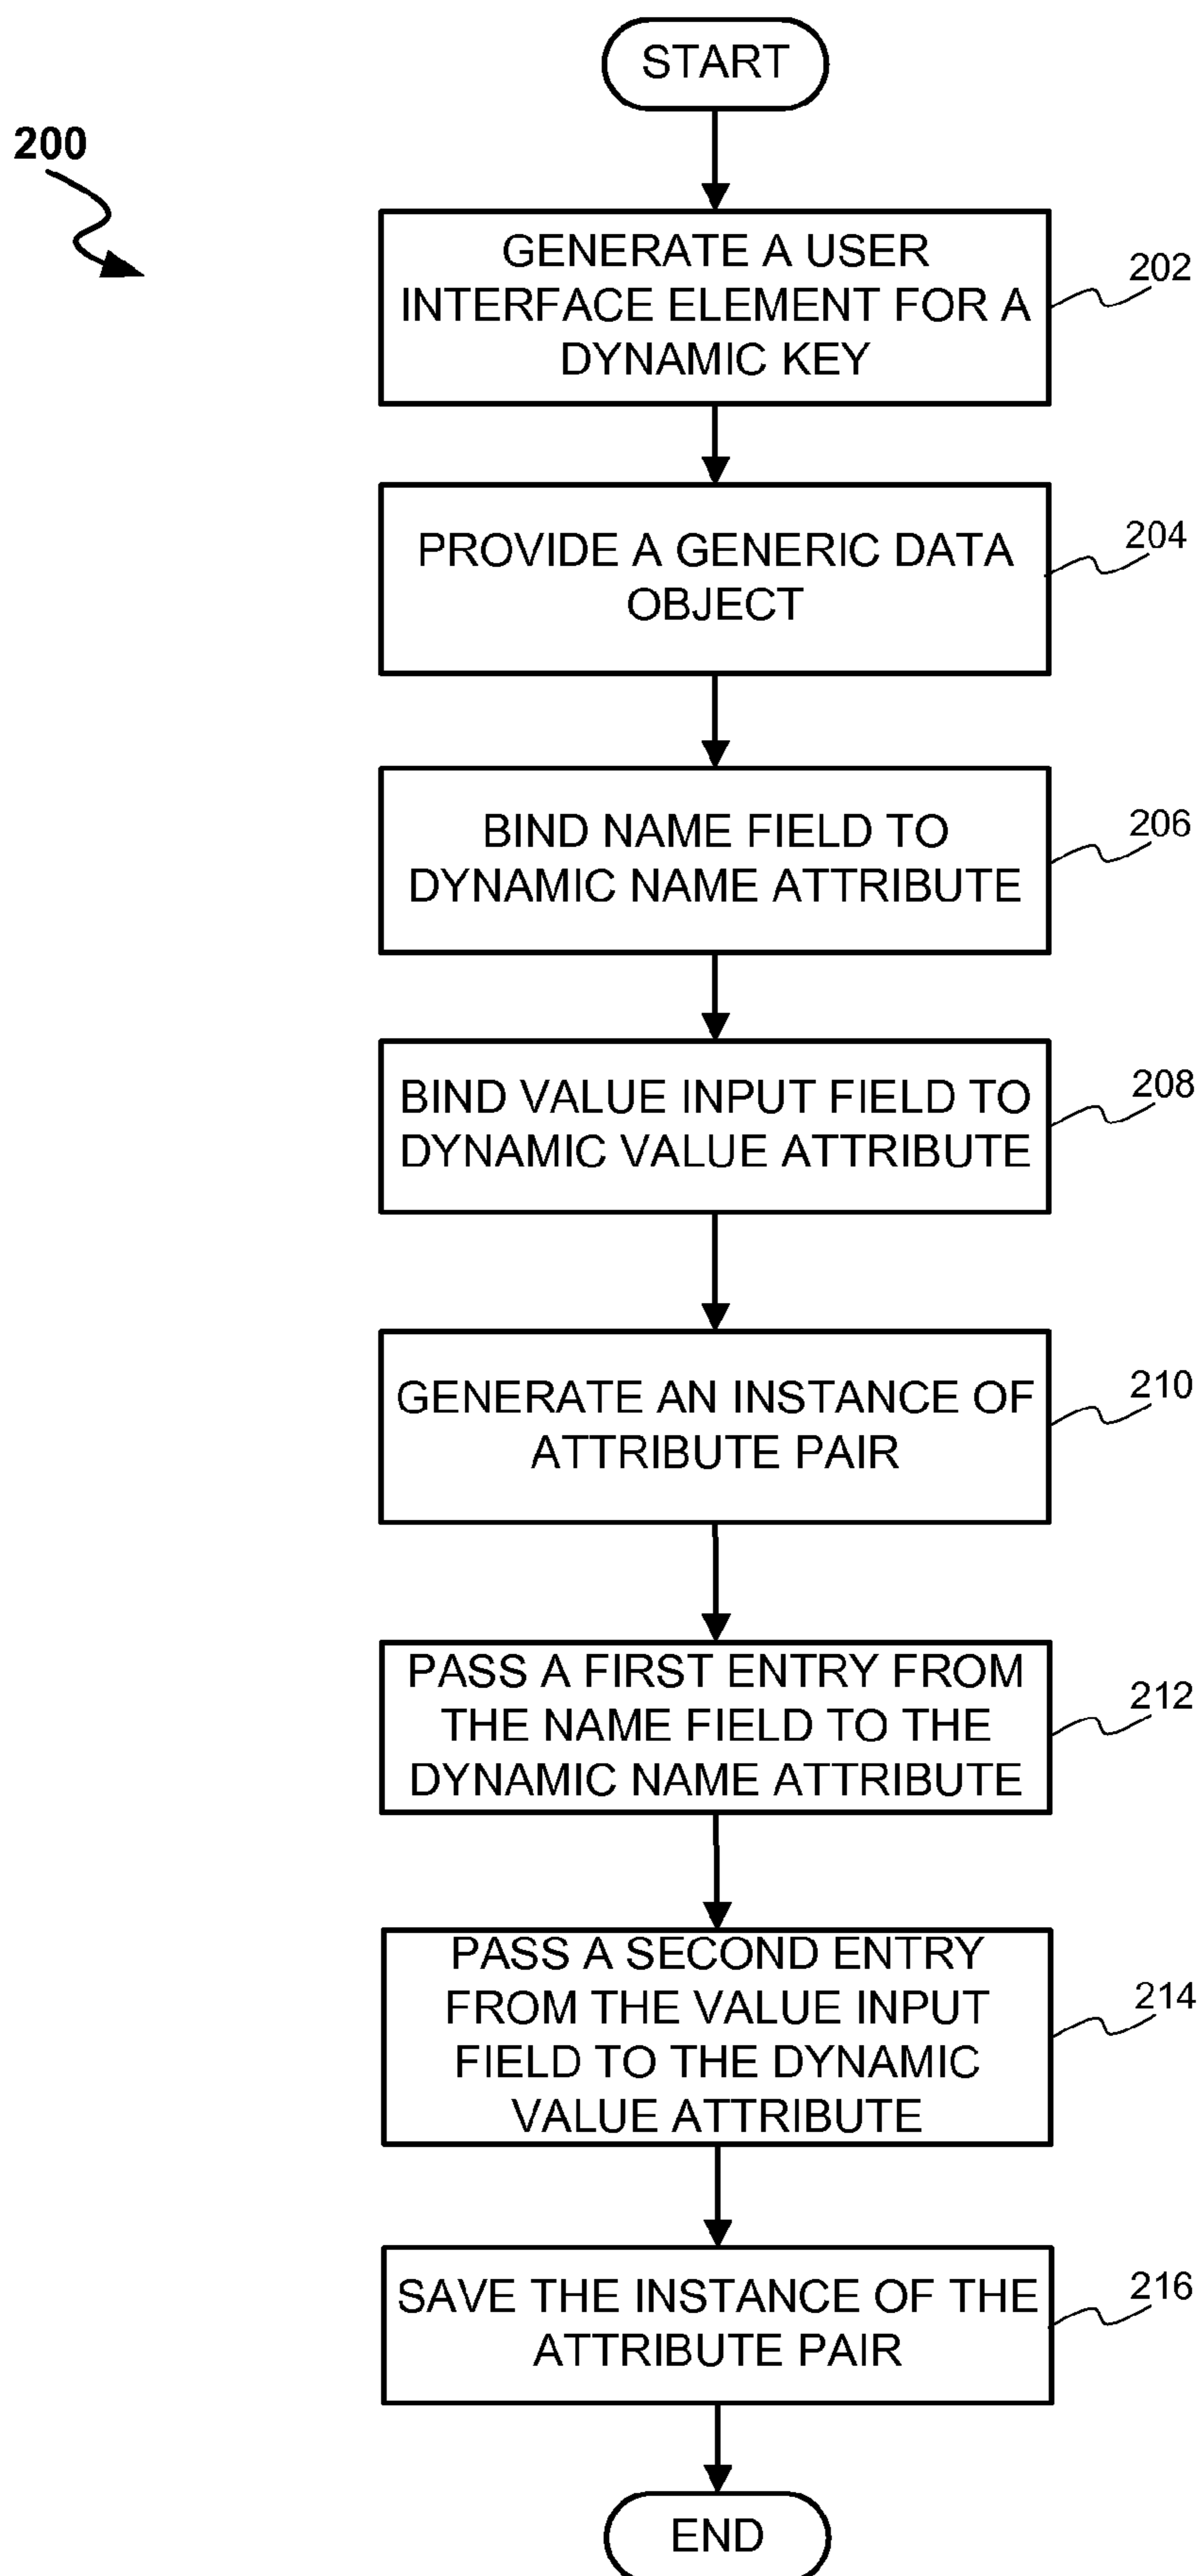 START
200
GENERATE A USER
INTERFACE ELEMENT FOR A
DYNAMIC KEY
202
PROVIDE A GENERIC DATA
OBJECT
204
BIND NAME FIELD TO
DYNAMIC NAME ATTRIBUTE
206
BIND VALUE INPUT FIELD TO
DYNAMIC VALUE ATTRIBUTE
208
GENERATE AN INSTANCE OF
ATTRIBUTE PAIR
210
PASS A FIRST ENTRY FROM
THE NAME FIELD TO THE
DYNAMIC NAME ATTRIBUTE
212
PASS A SECOND ENTRY
FROM THE VALUE INPUT
FIELD TO THE DYNAMIC
VALUE ATTRIBUTE
214
SAVE THE INSTANCE OF THE
ATTRIBUTE PAIR
216
END